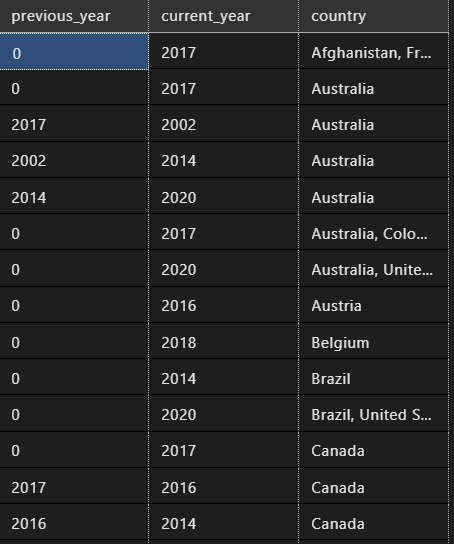 previous_year current_year country
0 2017 Afghanistan, Fr...
0 2017 Australia
2017 2002 Australia
2002 2014 Australia
2014 2020 Australia
0 2017 Australia, Colo...
0 2020 Australia, Unite...
0 2016 Austria
0 2018 Belgium
0 2014 Brazil
0 2020 Brazil, United S...
0 2017 Canada
2017 2016 Canada
2016 2014 Canada